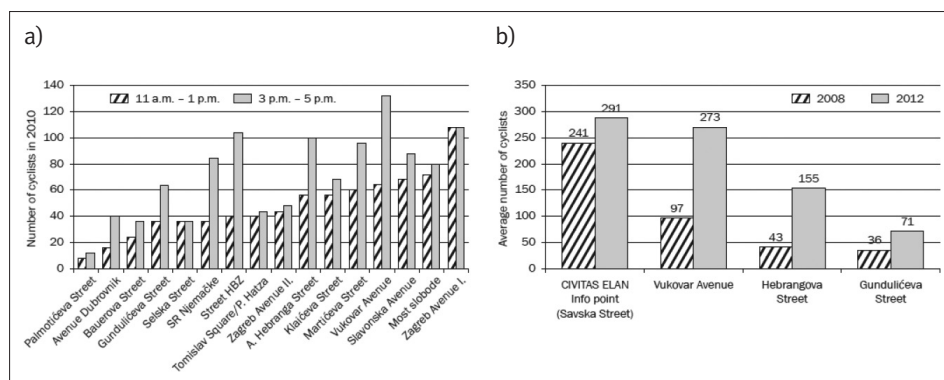 a)
Number of cyclists in 2010
140
120
100
80
60
40
20
0
11 a.m. – 1 p.m.
3 p.m. – 5 p.m.
Palmotićeva Street
Avenue Dubrovnik
Bauerova Street
Gundulićeva Street
Selska Street
SR Njemačke
Street HBZ
Tomislav Square/P. Hatza
Zagreb Avenue II.
A. Hebranga Street
Klaićeva Street
Martićeva Street
Vukovar Avenue
Slavonska Avenue
Most slobode
Zagreb Avenue I.
b)
Average number of cyclists
350
300
250
200
150
100
50
0
2008
2012
241
291
97
273
43
155
36
71
CIVITAS ELAN
Info point
(Savska Street)
Vukovar Avenue
Hebrangova
Street
Gundulićeva
Street